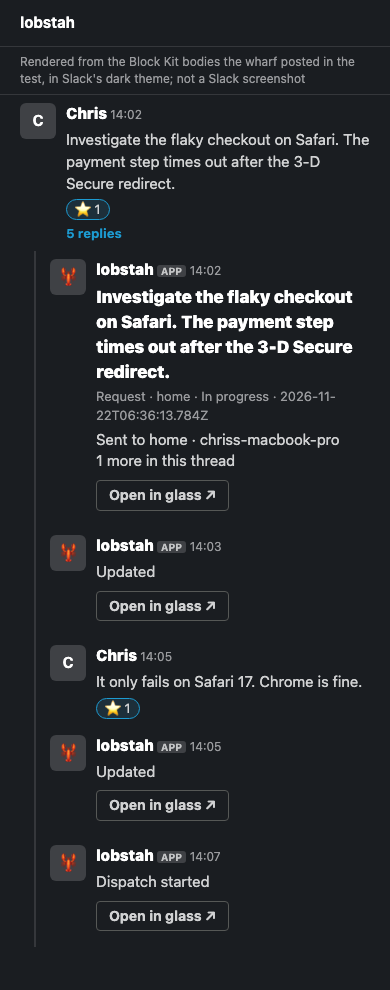 lobstah
Rendered from the Block Kit bodies the wharf posted in the
test, in Slack's dark theme; not a Slack screenshot
C
Chris 14:02
Investigate the flaky checkout on Safari. The
payment step times out after the 3-D
Secure redirect.
⭐ 1
5 replies
lobstah APP 14:02
Investigate the flaky checkout
on Safari. The payment step
times out after the 3-D Secure
redirect.
Request · home · In progress · 2026-11-
22T06:36:13.784Z
Sent to home · chriss-macbook-pro
1 more in this thread
Open in glass ↗
lobstah APP 14:03
Updated
Open in glass ↗
C
Chris 14:05
It only fails on Safari 17. Chrome is fine.
⭐ 1
lobstah APP 14:05
Updated
Open in glass ↗
lobstah APP 14:07
Dispatch started
Open in glass ↗